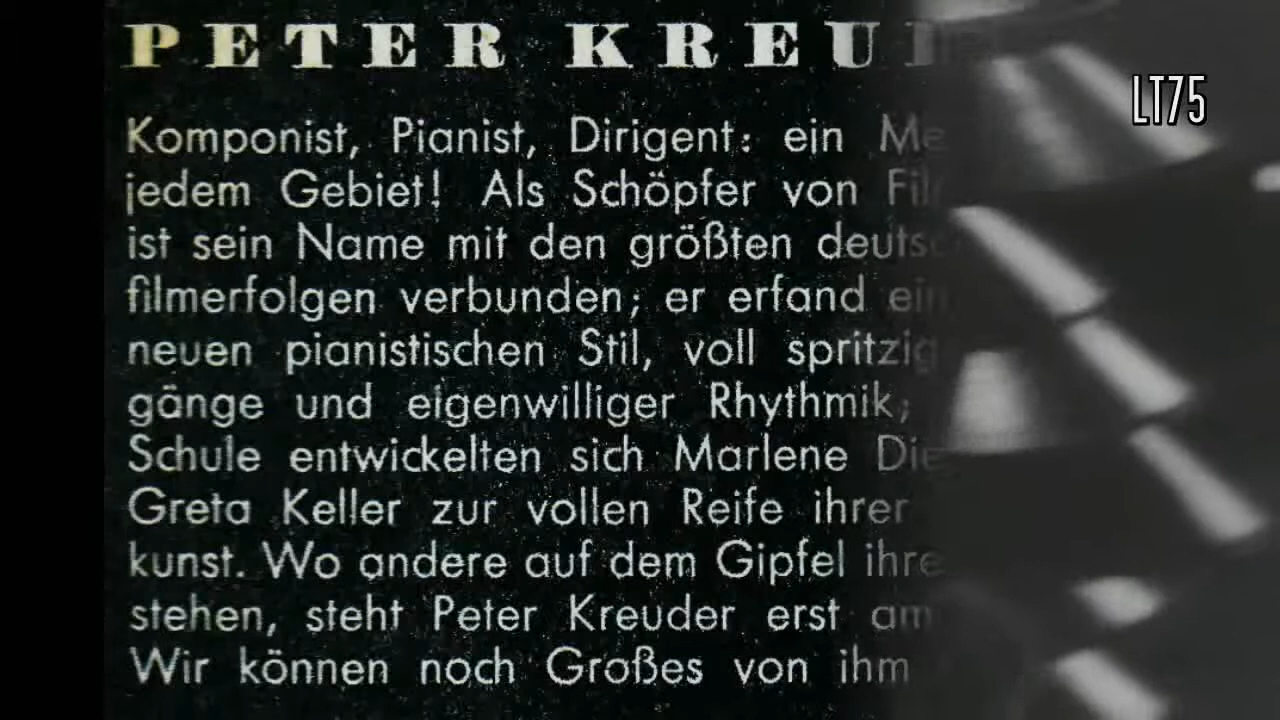 PETER KREU
LT75
Komponist, Pianist, Dirigent: ein
jedem Gebiet! Als Schöpfer von
ist sein Name mit den größten
filmerfolgen verbunden; er erfand
neuen pianistischen Stil, voll
gänge und eigenwilliger Rhythmik;
Schule entwickelten sich Marlene
Greta Keller zur vollen Reife ihrer
kunst. Wo andere auf dem Gipfel
stehen, steht Peter Kreuder erst
Wir können noch Großes von ihm